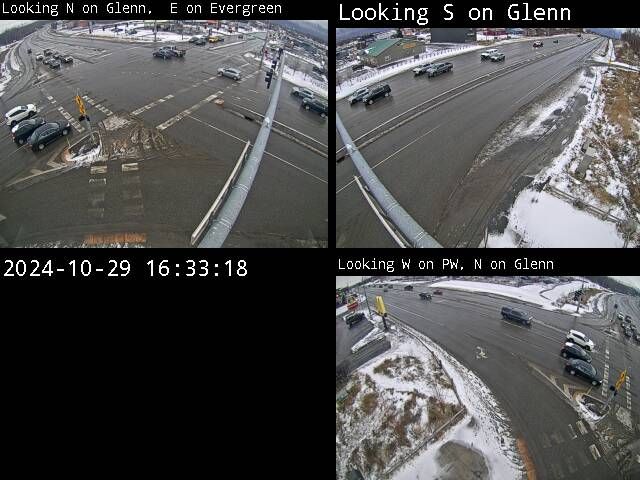 Looking N on Glenn,  E on Evergreen
Looking S on Glenn
2024-10-29 16:33:18
Looking W on PW, N on Glenn